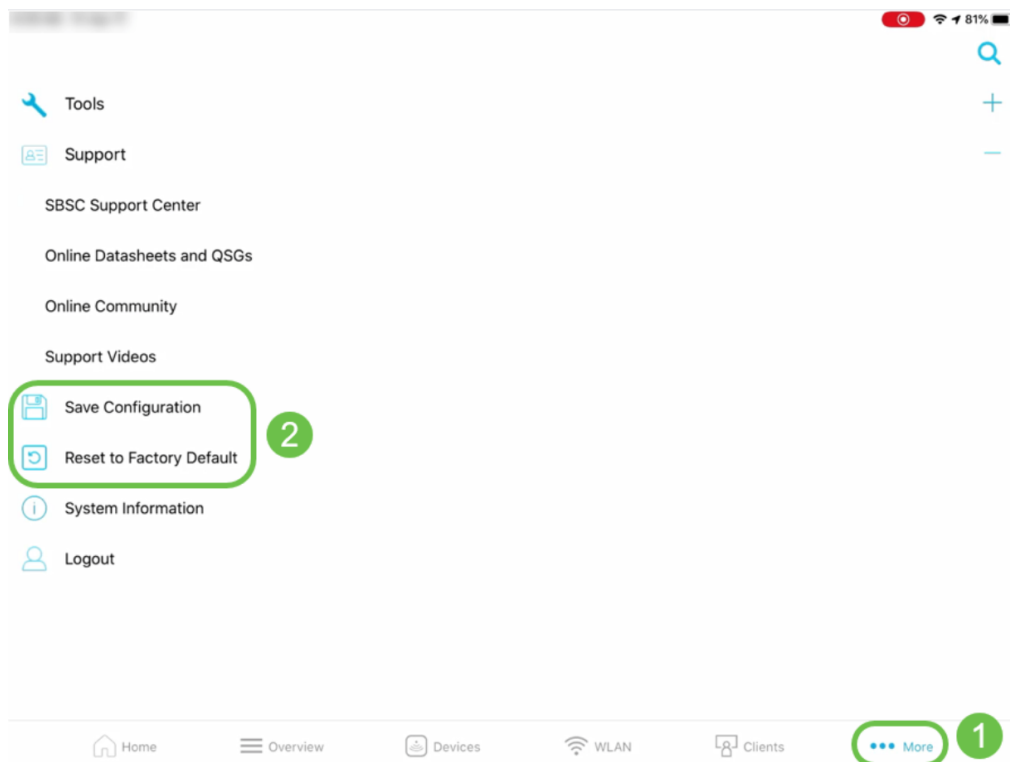 81%
Tools
Support
SBSC Support Center
Online Datasheets and QSGs
Online Community
Support Videos
Save Configuration
2
Reset to Factory Default
System Information
Logout
1
Home Overview Devices WLAN Clients More